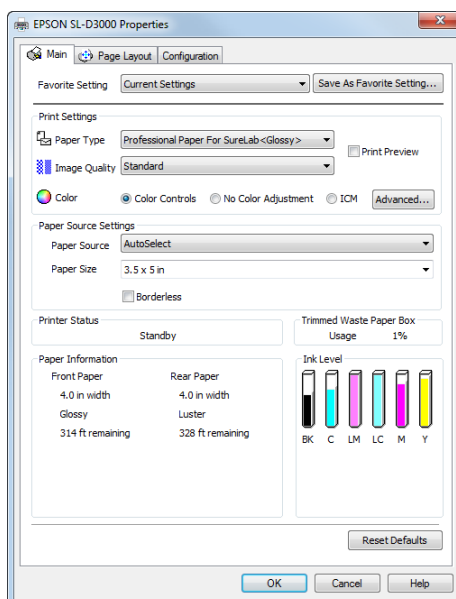 EPSON SL-D3000 Properties
Main Page Layout Configuration
Favorite Setting Current Settings Save As Favorite Setting...
Print Settings
Paper Type Professional Paper For SureLab<Glossy>
Print Preview
Image Quality Standard
Color Color Controls No Color Adjustment ICM Advanced...
Paper Source Settings
Paper Source AutoSelect
Paper Size 3.5 x 5 in
Borderless
Printer Status
Standby
Trimmed Waste Paper Box
Usage 1%
Paper Information
Front Paper Rear Paper
4.0 in width 4.0 in width
Glossy Luster
314 ft remaining 328 ft remaining
Ink Level
BK C LM LC M Y
Reset Defaults
OK Cancel Help